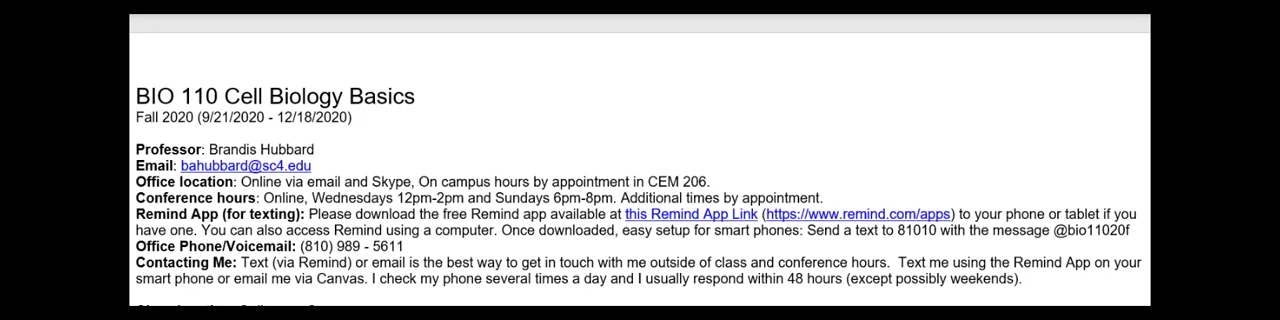 BIO 110 Cell Biology Basics
Fall 2020 (9/21/2020 - 12/18/2020)
Professor: Brandis Hubbard
Email: bahubbard@sc4.edu
Office location: Online via email and Skype, On campus hours by appointment in CEM 206.
Conference hours: Online, Wednesdays 12pm-2pm and Sundays 6pm-8pm. Additional times by appointment.
Remind App (for texting): Please download the free Remind app available at this Remind App Link (https://www.remind.com/apps) to your phone or tablet if you
have one. You can also access Remind using a computer. Once downloaded, easy setup for smart phones: Send a text to 81010 with the message @bio11020f
Office Phone/Voicemail: (810) 989 - 5611
Contacting Me: Text (via Remind) or email is the best way to get in touch with me outside of class and conference hours.  Text me using the Remind App on your
smart phone or email me via Canvas. I check my phone several times a day and I usually respond within 48 hours (except possibly weekends).